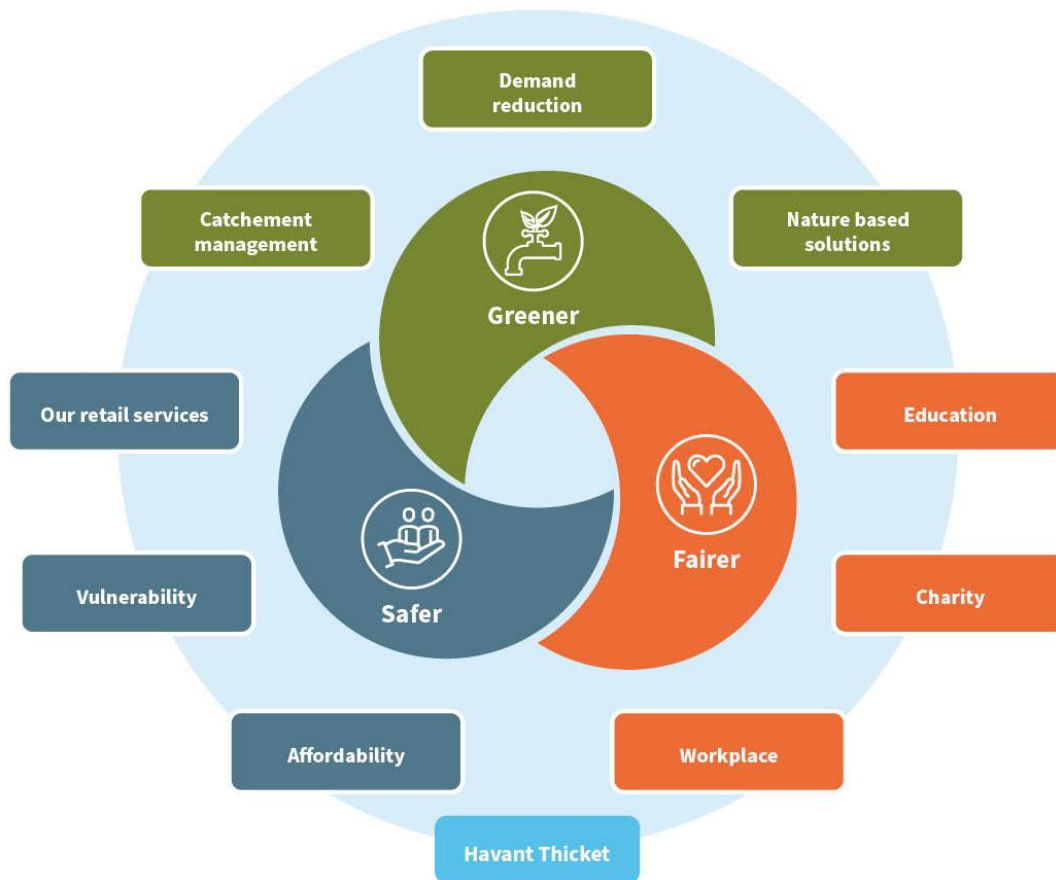 Demand
reduction
Catchement
management
Nature based
solutions
Greener
Our retail services
Education
Fairer
Safer
Vulnerability
Charity
Affordability
Workplace
Havant Thicket